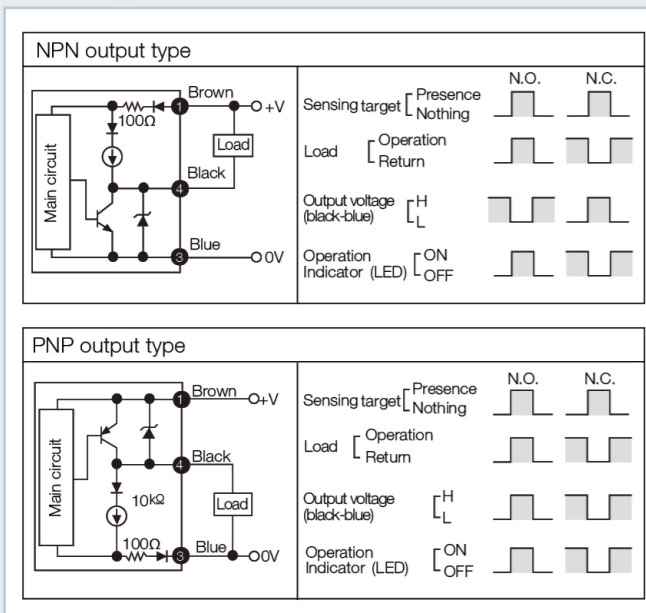 NPN output type
Main circuit
100Ω
1
Brown
+V
Load
4
Black
3
Blue
0V
N.O.
N.C.
Sensing target
Presence
Nothing
Load
Operation
Return
Output voltage
(black-blue)
H
L
Operation
Indicator (LED)
ON
OFF
PNP output type
Main circuit
1
Brown
+V
4
Black
10kΩ
Load
100Ω
3
Blue
0V
N.O.
N.C.
Sensing target
Presence
Nothing
Load
Operation
Return
Output voltage
(black-blue)
H
L
Operation
Indicator (LED)
ON
OFF